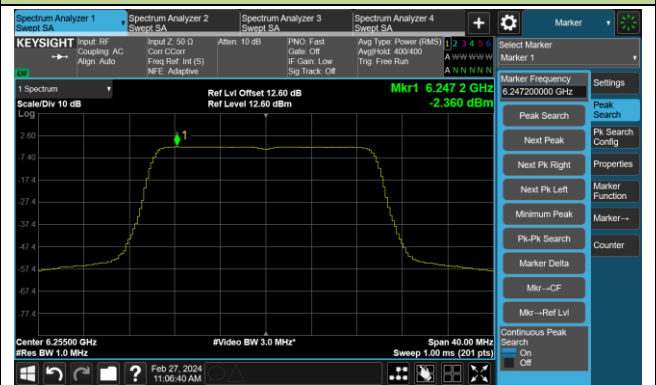 Spectrum Analyzer 1
Swept SA
Spectrum Analyzer 2
Swept SA
Spectrum Analyzer 3
Swept SA
Spectrum Analyzer 4
Swept SA
+
Marker
KEYSIGHT
Input: RF
Coupling: AC
Align: Auto
Input Z: 50 Ω
Corr CCorr
Freq Ref: Int (S)
NFE: Adaptive
Atten: 10 dB
PNO: Fast
Gate: Off
IF Gain: Low
Sig Track: Off
Avg Type: Power (RMS)
Avg|Hold: 400/400
Trig: Free Run
1 2 3 4 5 6
A W W W W W
A N N N N N
LXI
Select Marker
Marker 1
1 Spectrum
Scale/Div 10 dB
Log
Ref Lvl Offset 12.60 dB
Ref Level 12.60 dBm
Mkr1 6.247 2 GHz
-2.360 dBm
1
2.60
-7.40
-17.4
-27.4
-37.4
-47.4
-57.4
-67.4
-77.4
Center 6.25500 GHz
#Res BW 1.0 MHz
#Video BW 3.0 MHz*
Span 40.00 MHz
Sweep 1.00 ms (201 pts)
Marker Frequency
6.247200000 GHz
Peak Search
Next Peak
Next Pk Right
Next Pk Left
Minimum Peak
Pk-Pk Search
Marker Delta
Mkr→CF
Mkr→Ref Lvl
Continuous Peak
Search
On
Off
Settings
Peak
Search
Pk Search
Config
Properties
Marker
Function
Marker→
Counter
?
Feb 27, 2024
11:06:40 AM